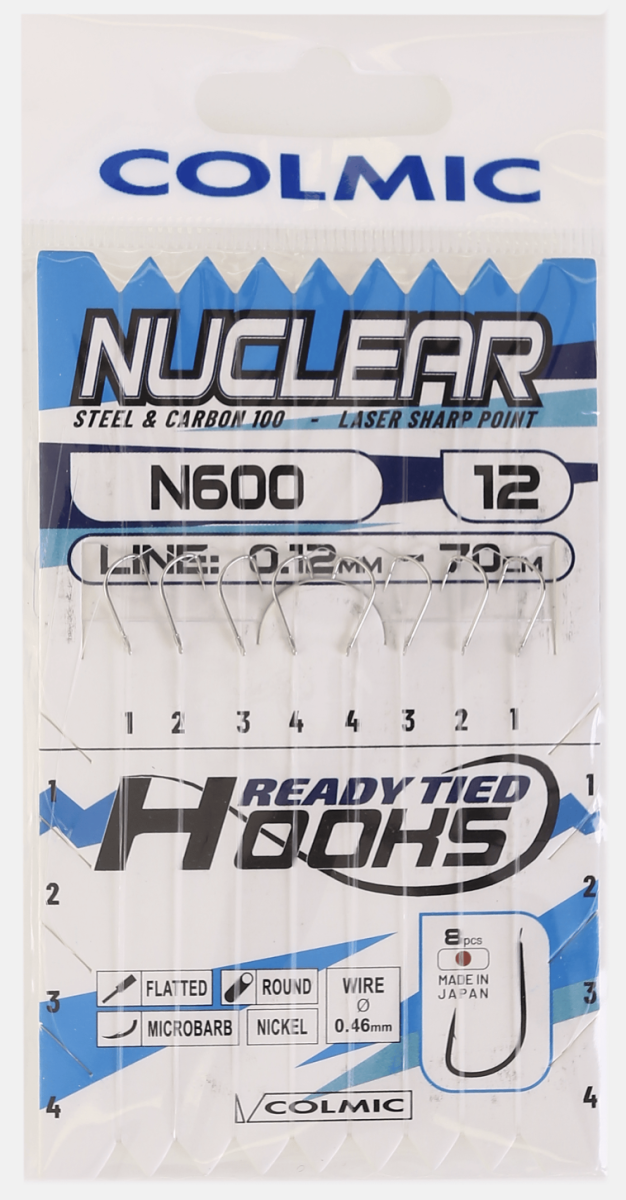 COLMIC
NUCLEAR
STEEL & CARBON 100 - LASER SHARP POINT
N600 12
LINE: 0.12MM - 70CM
1 2 3 4 4 3 2 1
READY TIED
HOOKS
1 1
2 2
8 pcs
MADE IN
JAPAN
FLATTED ROUND WIRE
Ø
MICROBARB NICKEL 0.46mm
3 3
4 4
COLMIC